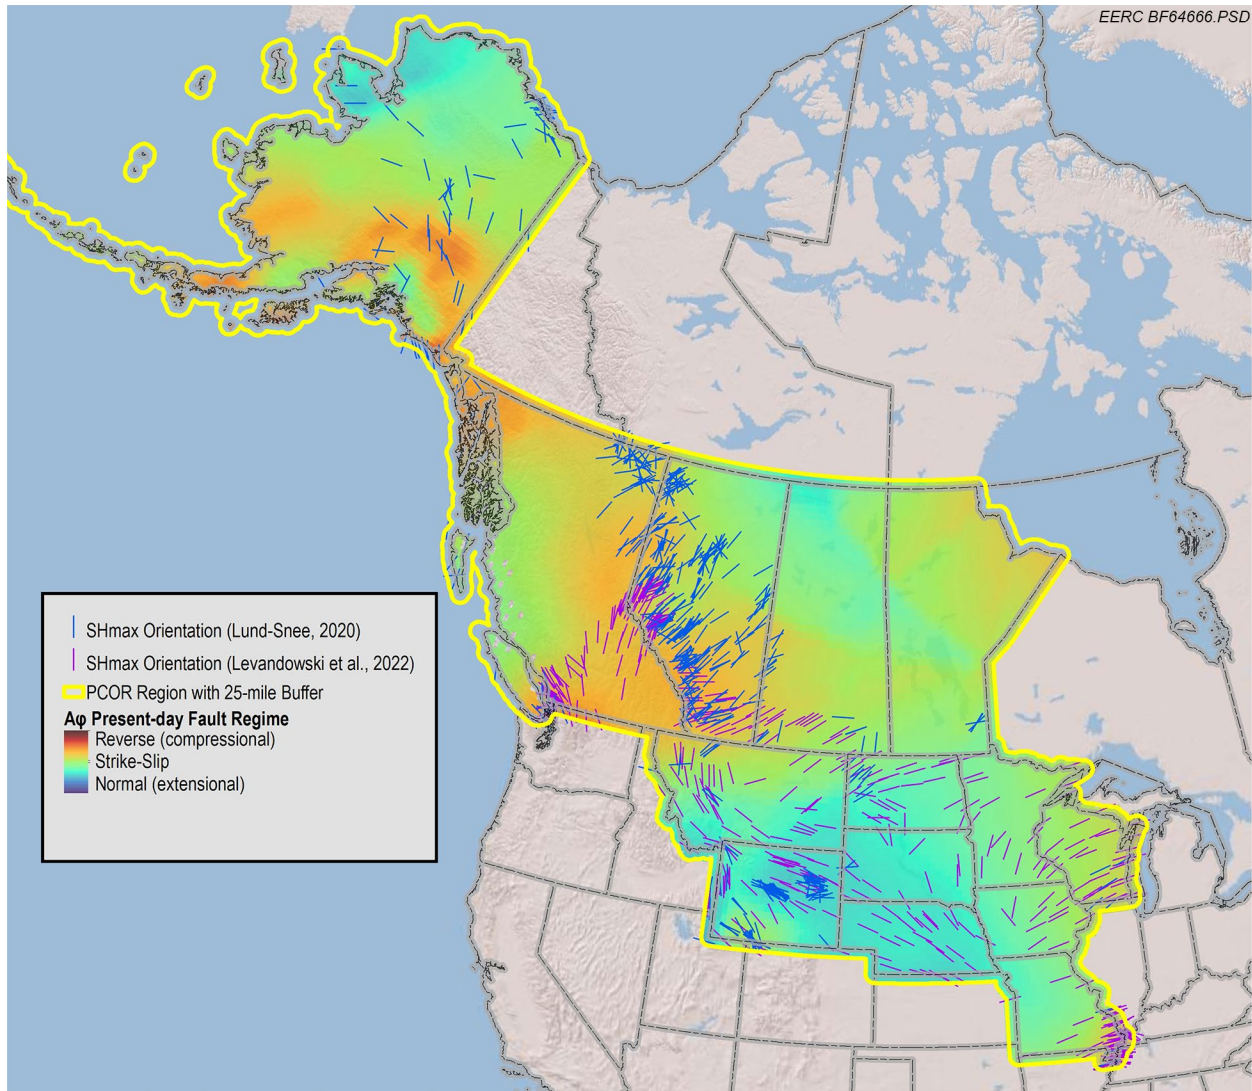 EERC BF64666.PSD
SHmax Orientation (Lund-Snee, 2020)
SHmax Orientation (Levandowski et al., 2022)
PCOR Region with 25-mile Buffer
Aφ Present-day Fault Regime
Reverse (compressional)
Strike-Slip
Normal (extensional)